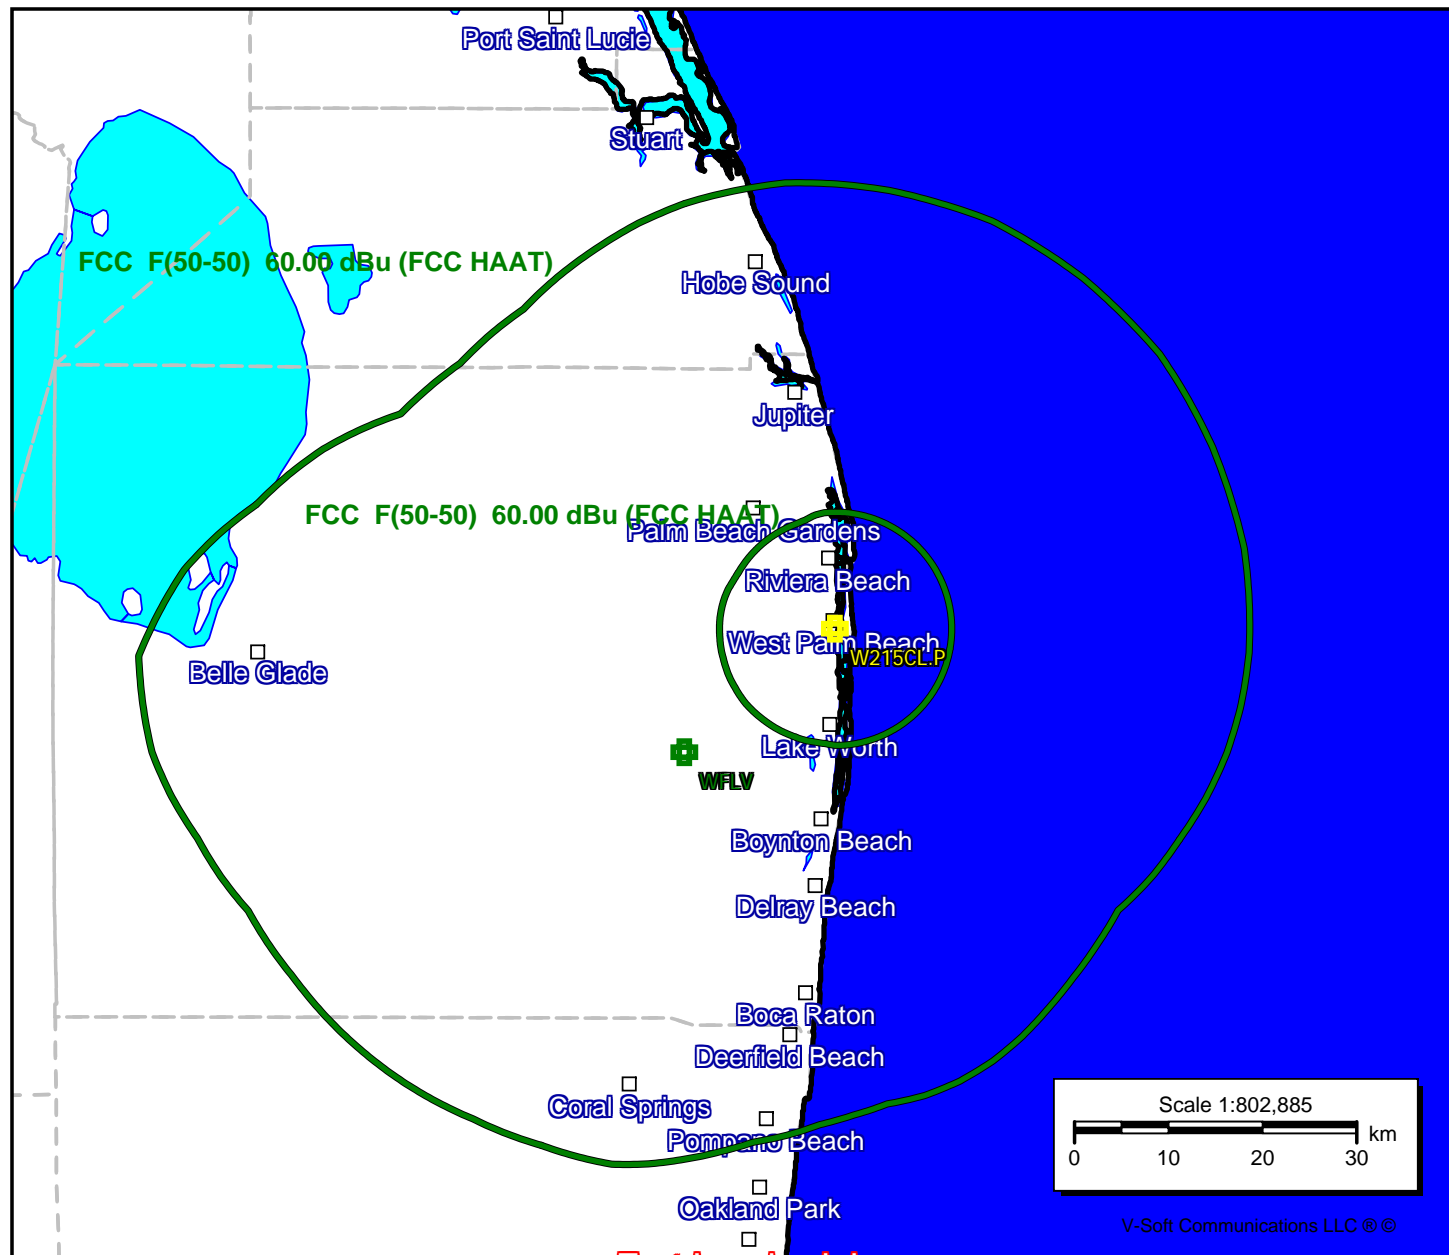 Port Saint Lucie
Stuart
FCC F(50-50) 60.00 dBu (FCC HAAT)
Hobe Sound
Jupiter
FCC F(50-50) 60.00 dBu (FCC HAAT)
Palm Beach Gardens
Riviera Beach
West Palm Beach
W215CL.P
Belle Glade
Lake Worth
WFLV
Boynton Beach
Delray Beach
Boca Raton
Deerfield Beach
Coral Springs
Pompano Beach
Oakland Park
Scale 1:802,885
km
0 10 20 30
V-Soft Communications LLC ® ©